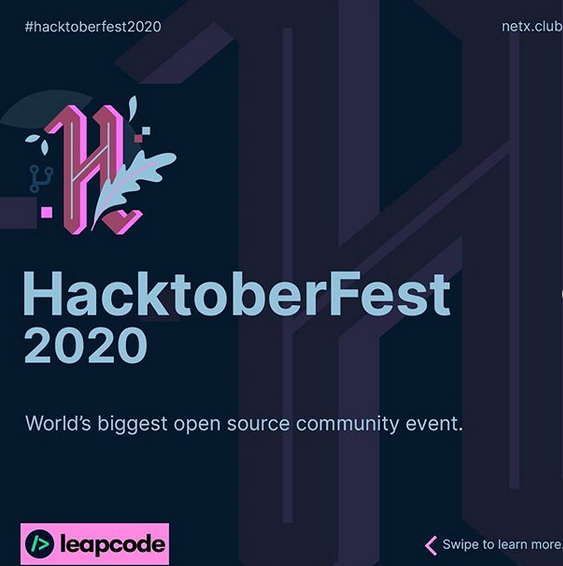 #hacktoberfest2020
netx.club
HacktoberFest
2020
World's biggest open source community event.
leapcode
Swipe to learn more.